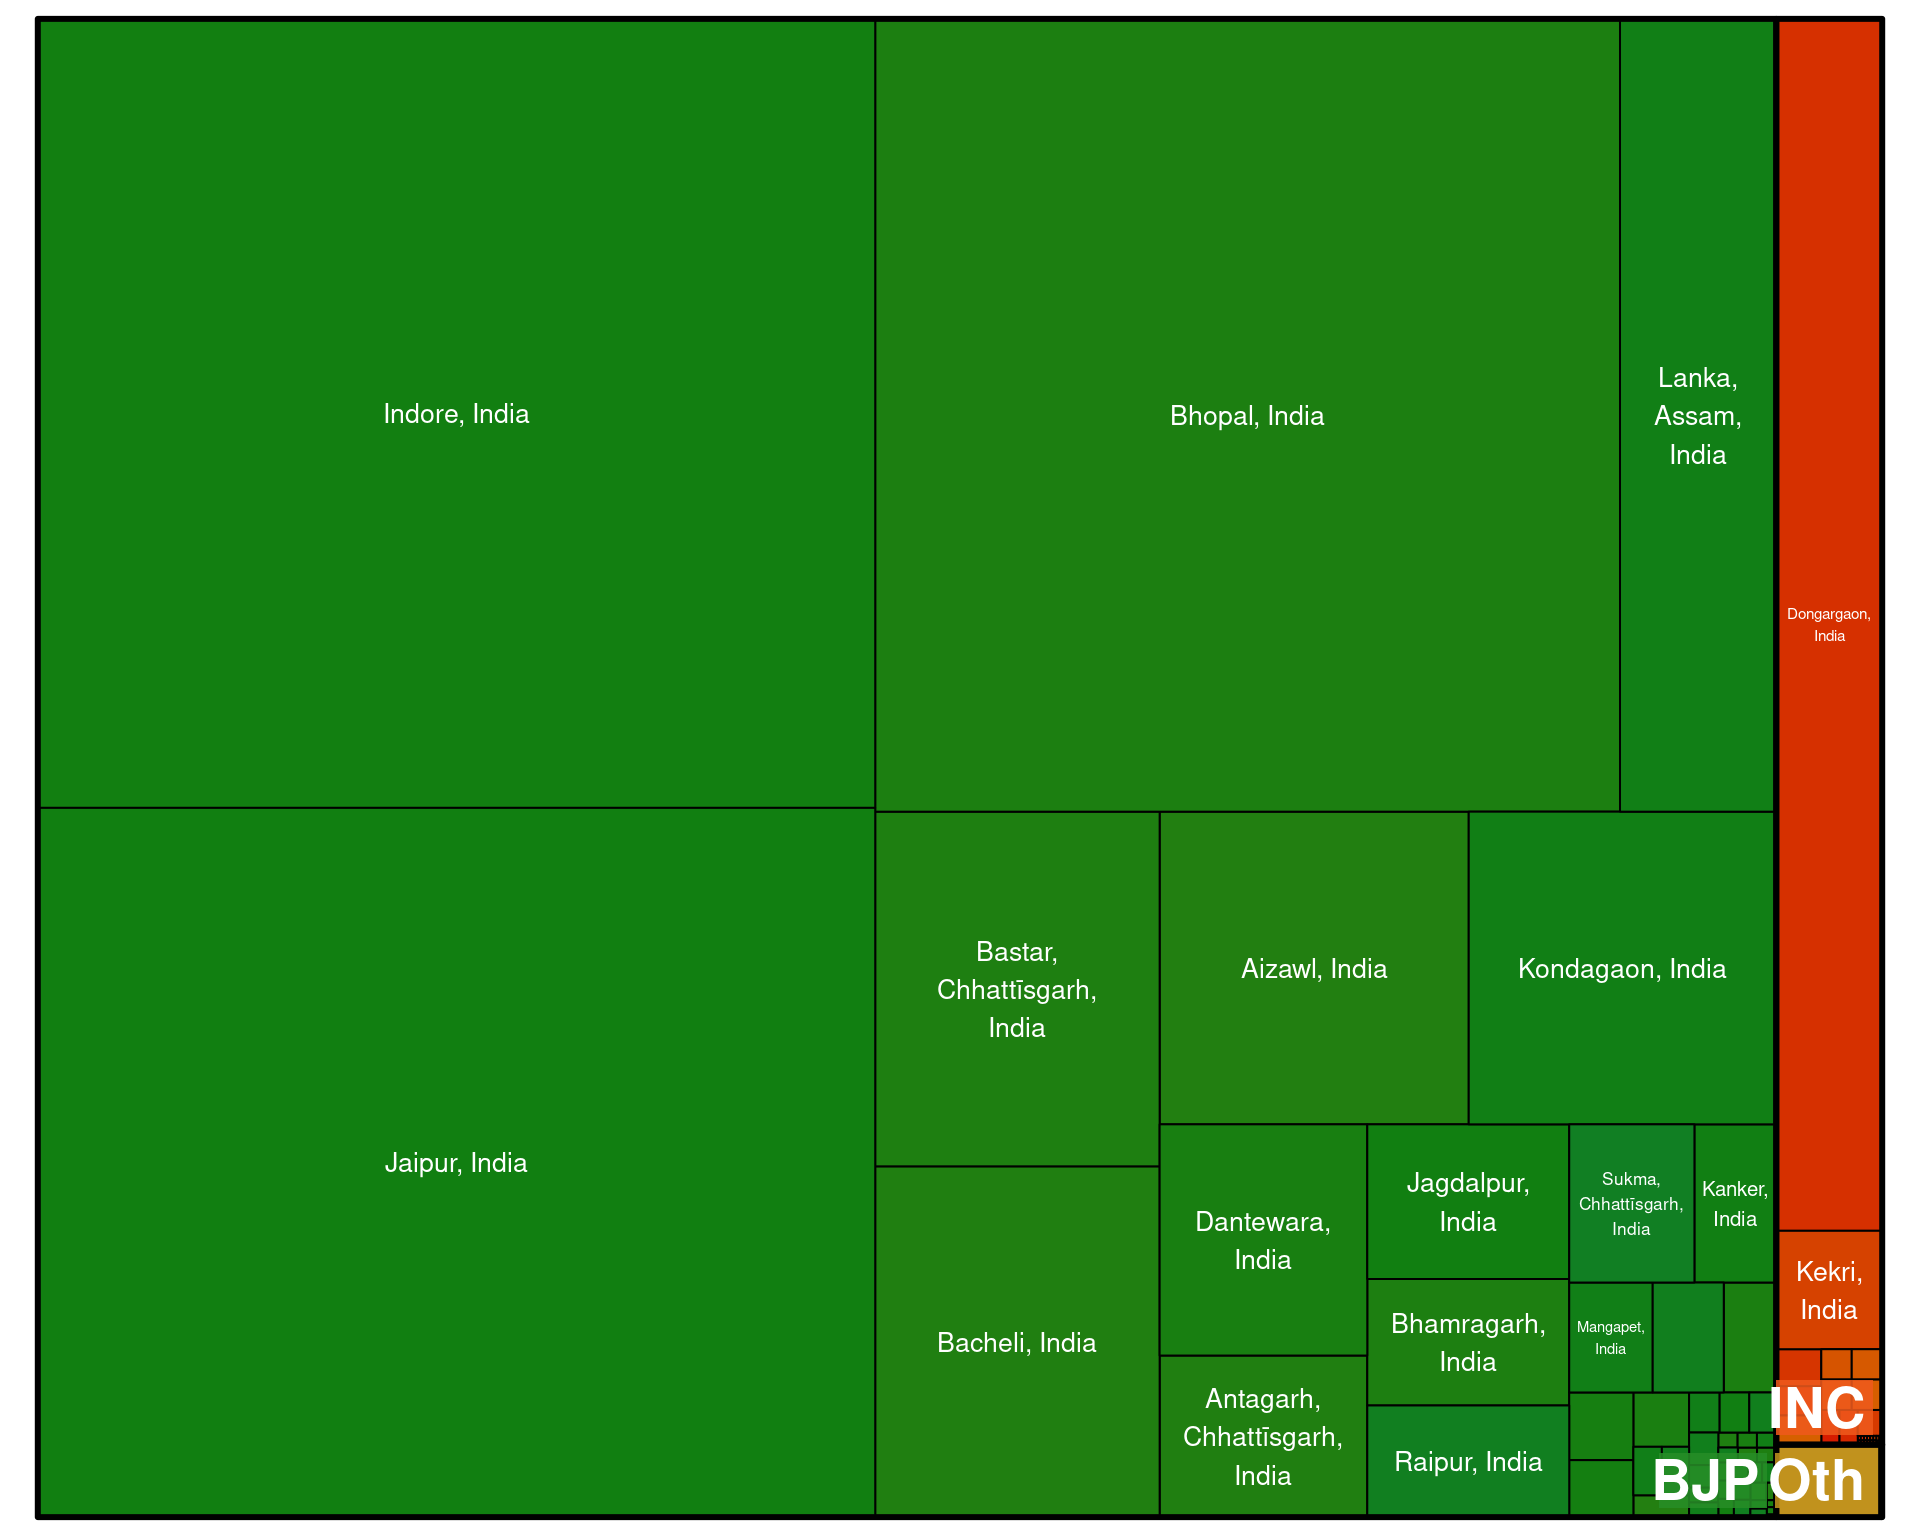 Indore, India
Bhopal, India
Lanka,
Assam,
India
Dongargaon,
India
Jaipur, India
Bastar,
Chhattīsgarh,
India
Aizawl, India
Kondagaon, India
Bacheli, India
Dantewara,
India
Jagdalpur,
India
Sukma,
Chhattīsgarh,
India
Kanker,
India
Kekri,
India
Bhamragarh,
India
Mangapet,
India
Antagarh,
Chhattīsgarh,
India
Raipur, India
INC
BJP
Oth